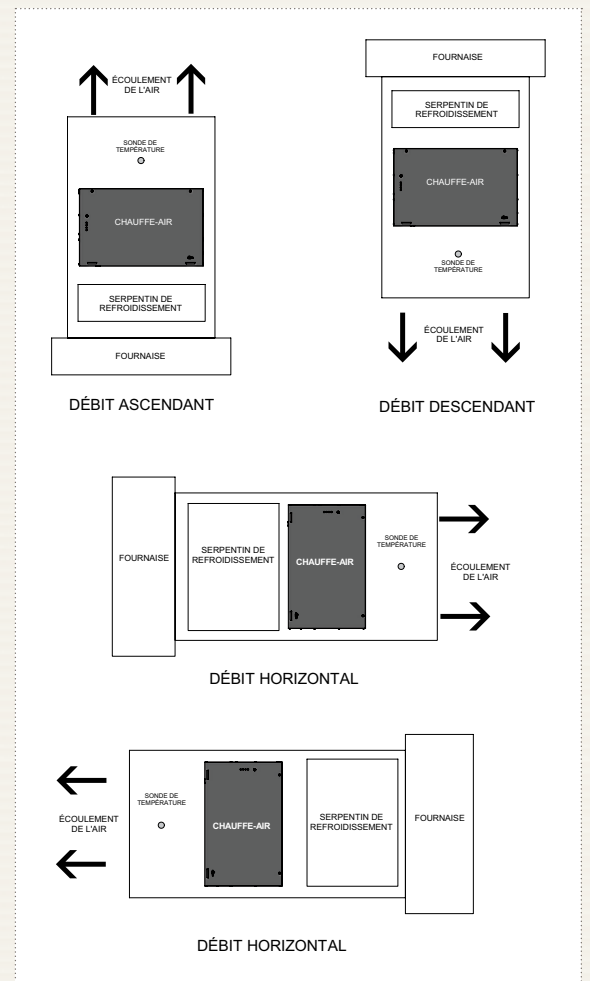 ÉCOULEMENT
DE L'AIR
SONDE DE
TEMPÉRATURE
CHAUFFE-AIR
SERPENTIN DE
REFROIDISSEMENT
FOURNAISE
DÉBIT ASCENDANT
FOURNAISE
SERPENTIN DE
REFROIDISSEMENT
CHAUFFE-AIR
SONDE DE
TEMPÉRATURE
ÉCOULEMENT
DE L'AIR
DÉBIT DESCENDANT
FOURNAISE
SERPENTIN DE
REFROIDISSEMENT
CHAUFFE-AIR
SONDE DE
TEMPÉRATURE
ÉCOULEMENT
DE L'AIR
DÉBIT HORIZONTAL
ÉCOULEMENT
DE L'AIR
SONDE DE
TEMPÉRATURE
CHAUFFE-AIR
SERPENTIN DE
REFROIDISSEMENT
FOURNAISE
DÉBIT HORIZONTAL